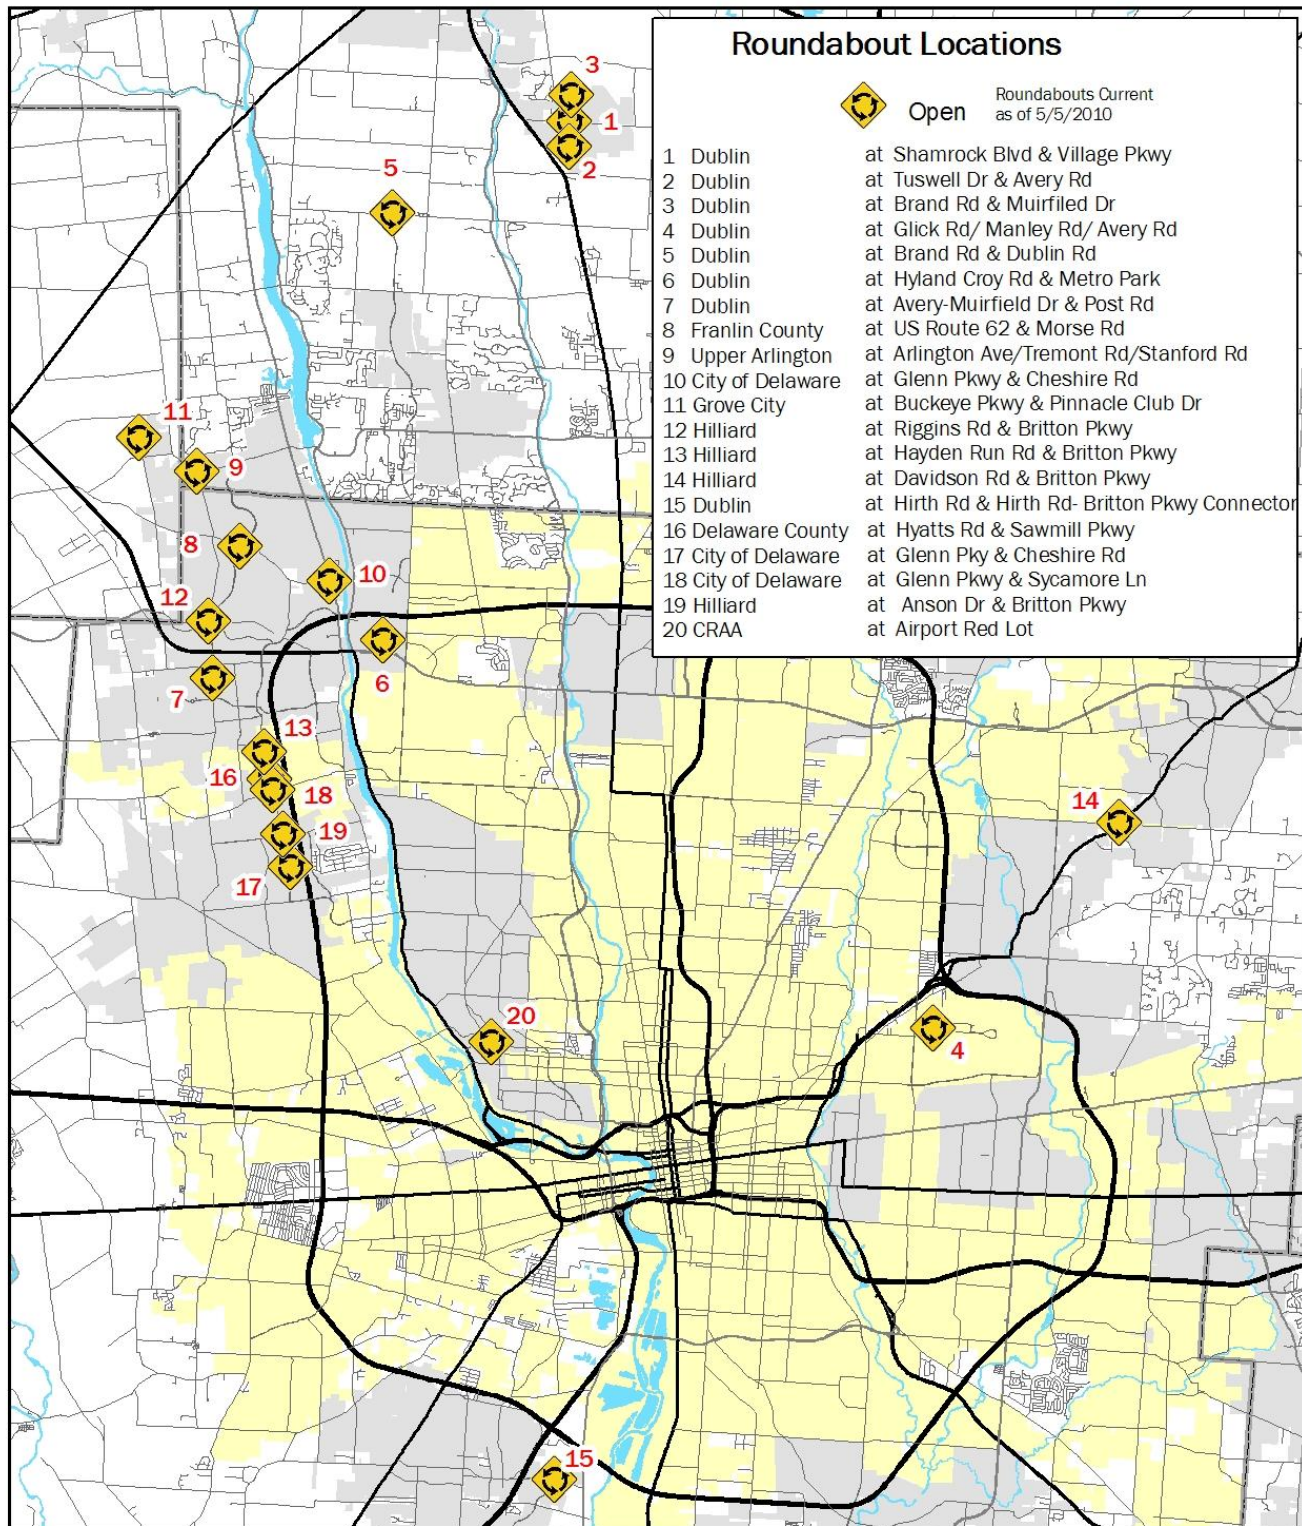 Roundabout Locations
Open
Roundabouts Current
as of 5/5/2010
1 Dublin at Shamrock Blvd & Village Pkwy
2 Dublin at Tuswell Dr & Avery Rd
3 Dublin at Brand Rd & Muirfiled Dr
4 Dublin at Glick Rd/ Manley Rd/ Avery Rd
5 Dublin at Brand Rd & Dublin Rd
6 Dublin at Hyland Croy Rd & Metro Park
7 Dublin at Avery-Muirfield Dr & Post Rd
8 Franlin County at US Route 62 & Morse Rd
9 Upper Arlington at Arlington Ave/Tremont Rd/Stanford Rd
10 City of Delaware at Glenn Pkwy & Cheshire Rd
11 Grove City at Buckeye Pkwy & Pinnacle Club Dr
12 Hilliard at Riggins Rd & Britton Pkwy
13 Hilliard at Hayden Run Rd & Britton Pkwy
14 Hilliard at Davidson Rd & Britton Pkwy
15 Dublin at Hirth Rd & Hirth Rd- Britton Pkwy Connector
16 Delaware County at Hyatts Rd & Sawmill Pkwy
17 City of Delaware at Glenn Pky & Cheshire Rd
18 City of Delaware at Glenn Pkwy & Sycamore Ln
19 Hilliard at Anson Dr & Britton Pkwy
20 CRAA at Airport Red Lot
3
1
2
5
11
9
8
10
12
6
7
13
16
18
14
19
17
20
4
15